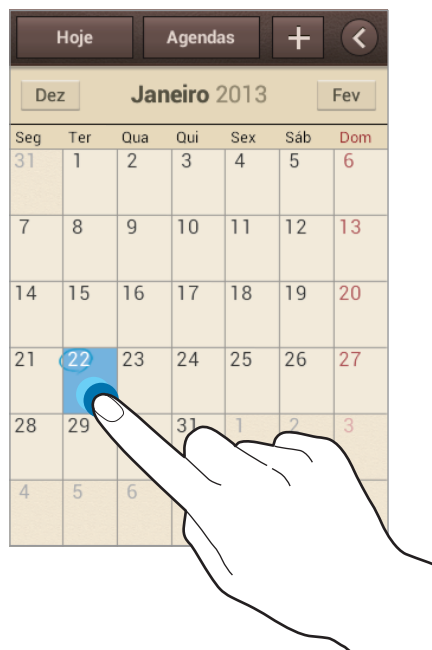 Hoje Agendas +
Dez Janeiro 2013 Fev
Seg Ter Qua Qui Sex Sáb Dom
31 1 2 3 4 5 6
7 8 9 10 11 12 13
14 15 16 17 18 19 20
21 22 23 24 25 26 27
28 29 31 1 2 3
4 5 6